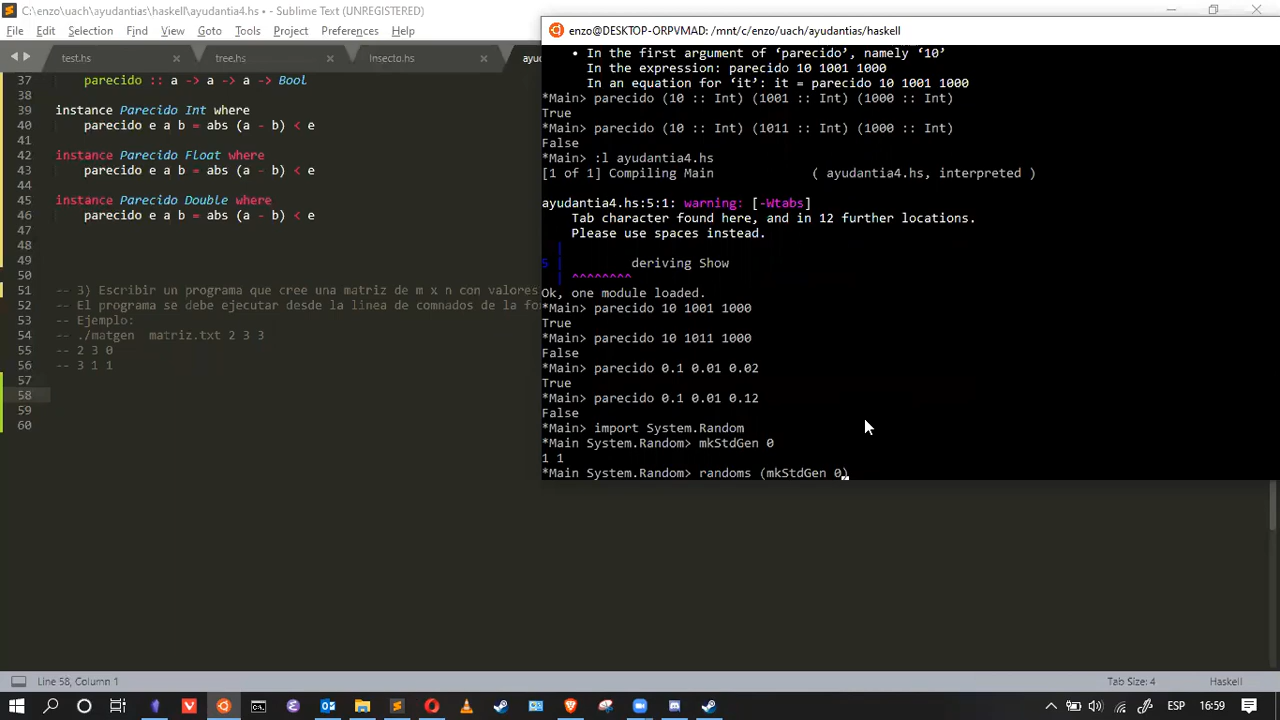 C:\enzo\uach\ayudantias\haskell\ayudantia4.hs • - Sublime Text (UNREGISTERED)
File Edit Selection Find View Goto Tools Project Preferences Help
test.hs × tree.hs × Insecto.hs ×
37 parecido :: a -> a -> a -> Bool
38
39 instance Parecido Int where
40 parecido e a b = abs (a - b) < e
41
42 instance Parecido Float where
43 parecido e a b = abs (a - b) < e
44
45 instance Parecido Double where
46 parecido e a b = abs (a - b) < e
47
48
49
50
51 -- 3) Escribir un programa que cree una matriz de m x n con valores
52 -- El programa se debe ejecutar desde la linea de comnados de la
53 -- Ejemplo:
54 -- ./matgen matriz.txt 2 3 3
55 -- 2 3 0
56 -- 3 1 1
57
58
59
60
enzo@DESKTOP-ORPVMAD: /mnt/c/enzo/uach/ayudantias/haskell
• In the first argument of ‘parecido’, namely ‘10’
In the expression: parecido 10 1001 1000
In an equation for ‘it’: it = parecido 10 1001 1000
*Main> parecido (10 :: Int) (1001 :: Int) (1000 :: Int)
True
*Main> parecido (10 :: Int) (1011 :: Int) (1000 :: Int)
False
*Main> :l ayudantia4.hs
[1 of 1] Compiling Main ( ayudantia4.hs, interpreted )
ayudantia4.hs:5:1: warning: [-Wtabs]
Tab character found here, and in 12 further locations.
Please use spaces instead.
|
5 | deriving Show
| ^^^^^^^^
Ok, one module loaded.
*Main> parecido 10 1001 1000
True
*Main> parecido 10 1011 1000
False
*Main> parecido 0.1 0.01 0.02
True
*Main> parecido 0.1 0.01 0.12
False
*Main> import System.Random
*Main System.Random> mkStdGen 0
1 1
*Main System.Random> randoms (mkStdGen 0)
Line 58, Column 1 Tab Size: 4 Haskell
ESP 16:59